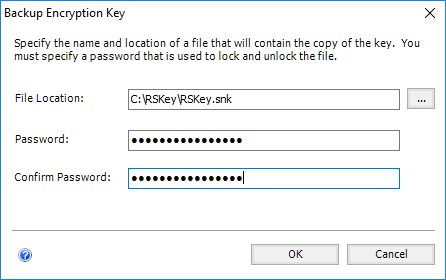 Backup Encryption Key
Specify the name and location of a file that will contain the copy of the key. You
must specify a password that is used to lock and unlock the file.
File Location:
C:\RSKey\RSKey.snk
...
Password:
●●●●●●●●●●●●●●●●
Confirm Password:
●●●●●●●●●●●●●●●●
?
OK
Cancel